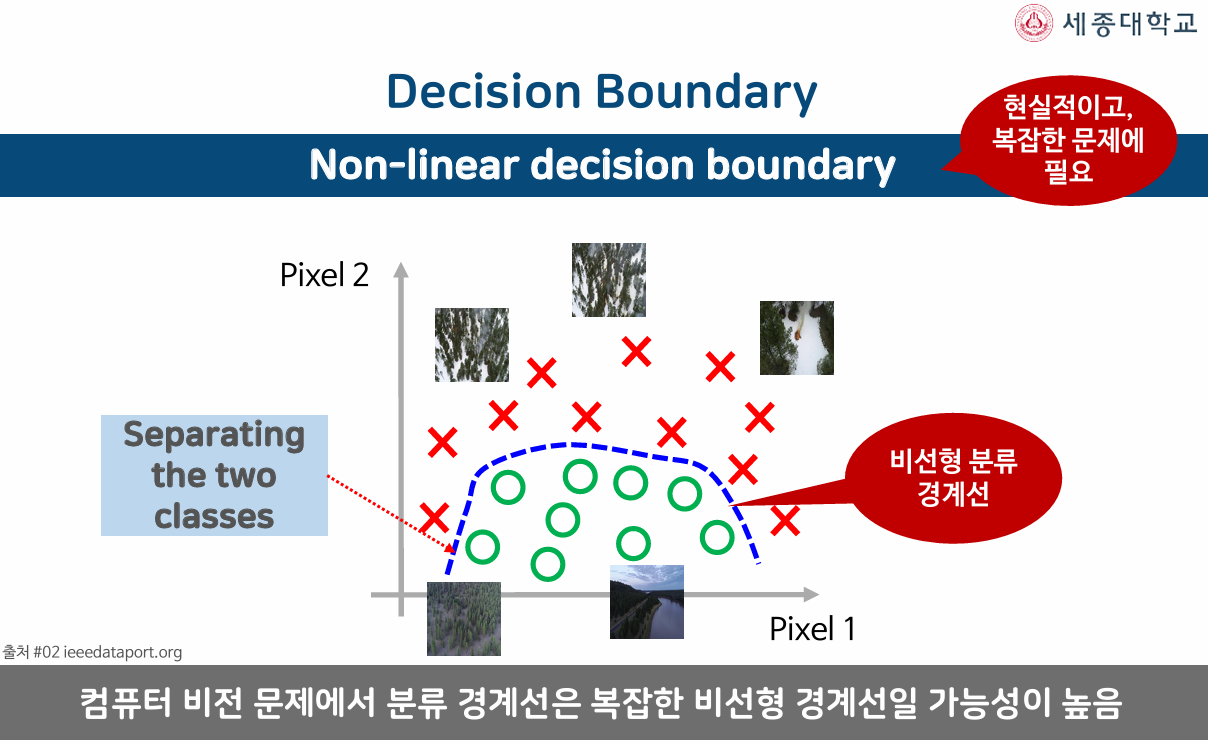 세종대학교
Decision Boundary
Non-linear decision boundary
현실적이고,
복잡한 문제에
필요
Pixel 2
Separating
the two
classes
비선형 분류
경계선
Pixel 1
출처 #02 ieeedataport.org
컴퓨터 비전 문제에서 분류 경계선은 복잡한 비선형 경계선일 가능성이 높음